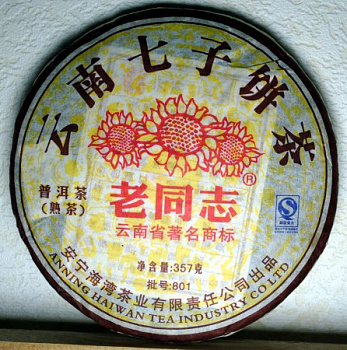 云南七子饼茶
®
普洱茶
(熟茶)
老同志
云南省著名商标
净含量:357克
批号:801
安宁海湾茶业有限责任公司出品
ANNING HAIWAN TEA INDUSTRY CO LTD